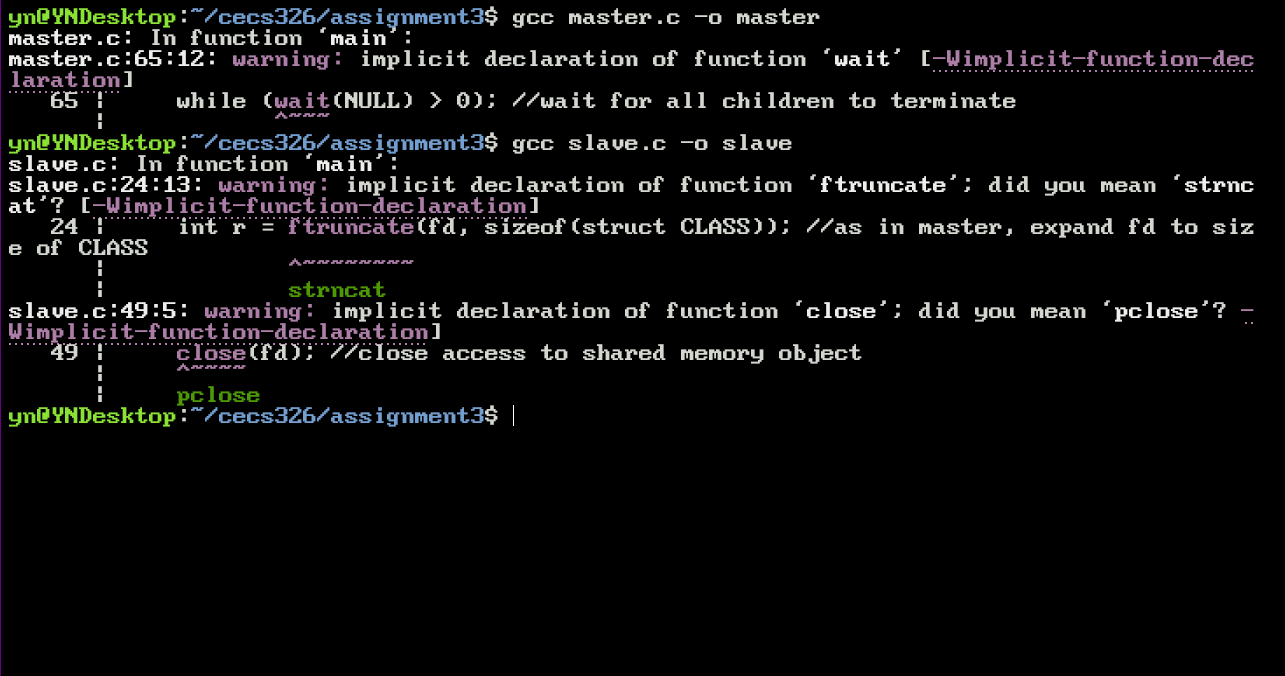 yn@YNDesktop:~/cecs326/assignment3$ gcc master.c -o master
master.c: In function ‘main’:
master.c:65:12: warning: implicit declaration of function ‘wait’ [-Wimplicit-function-dec
laration]
   65 ¦     while (wait(NULL) > 0); //wait for all children to terminate
      ¦            ^~~~
yn@YNDesktop:~/cecs326/assignment3$ gcc slave.c -o slave
slave.c: In function ‘main’:
slave.c:24:13: warning: implicit declaration of function ‘ftruncate’; did you mean ‘strnc
at’? [-Wimplicit-function-declaration]
   24 ¦     int r = ftruncate(fd, sizeof(struct CLASS)); //as in master, expand fd to siz
e of CLASS
      ¦             ^~~~~~~~~
      ¦             strncat
slave.c:49:5: warning: implicit declaration of function ‘close’; did you mean ‘pclose’? -
Wimplicit-function-declaration]
   49 ¦     close(fd); //close access to shared memory object
      ¦     ^~~~~
      ¦     pclose
yn@YNDesktop:~/cecs326/assignment3$